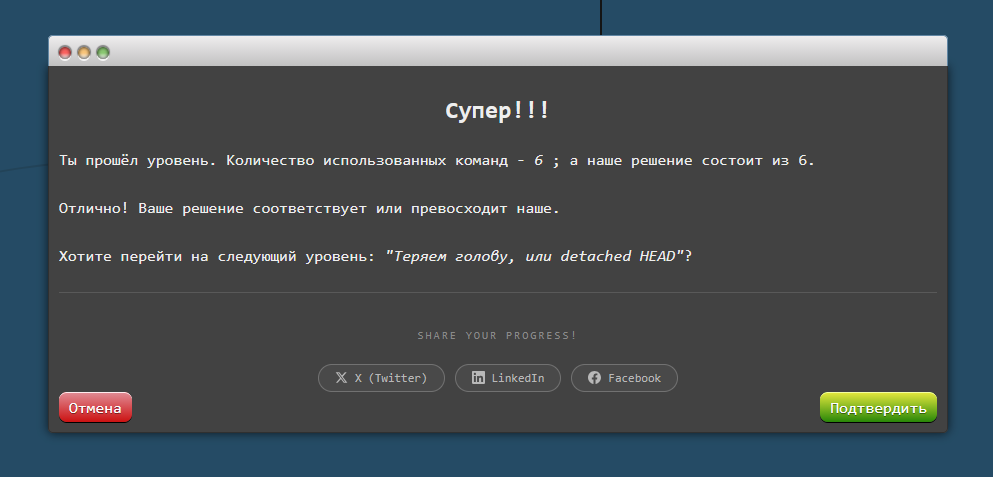 Супер!!!
Ты прошёл уровень. Количество использованных команд - 6 ; а наше решение состоит из 6.
Отлично! Ваше решение соответствует или превосходит наше.
Хотите перейти на следующий уровень: "Теряем голову, или detached HEAD"?
SHARE YOUR PROGRESS!
X (Twitter) LinkedIn Facebook
Отмена Подтвердить